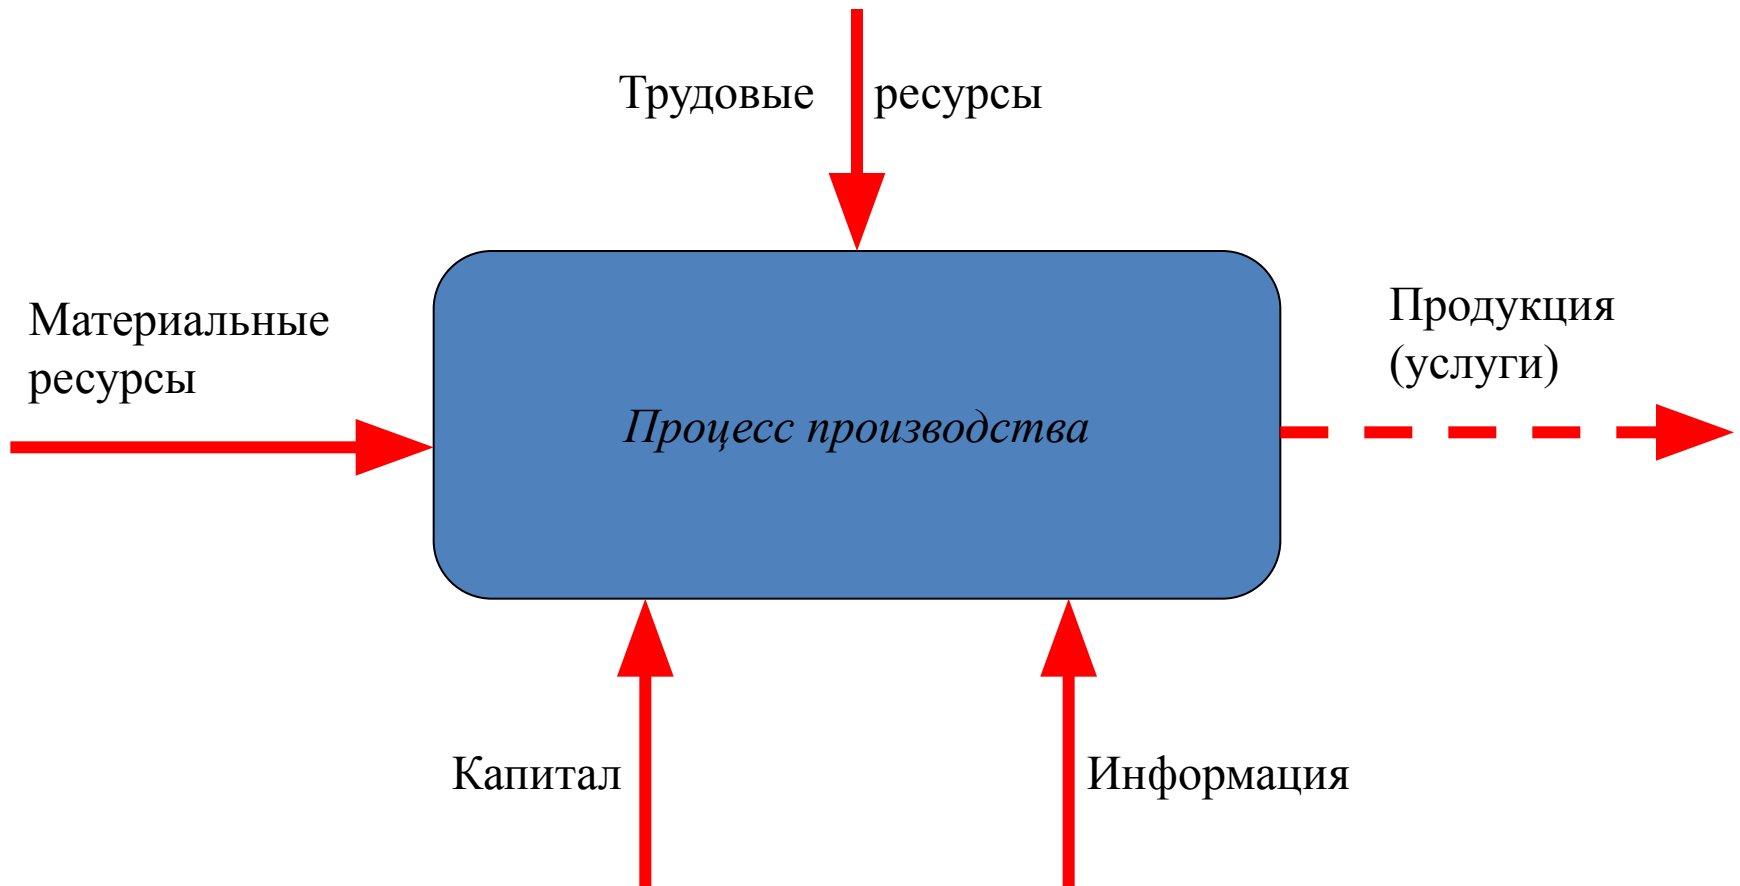 Трудовые ресурсы
Материальные
ресурсы
Продукция
(услуги)
Процесс производства
Капитал
Информация